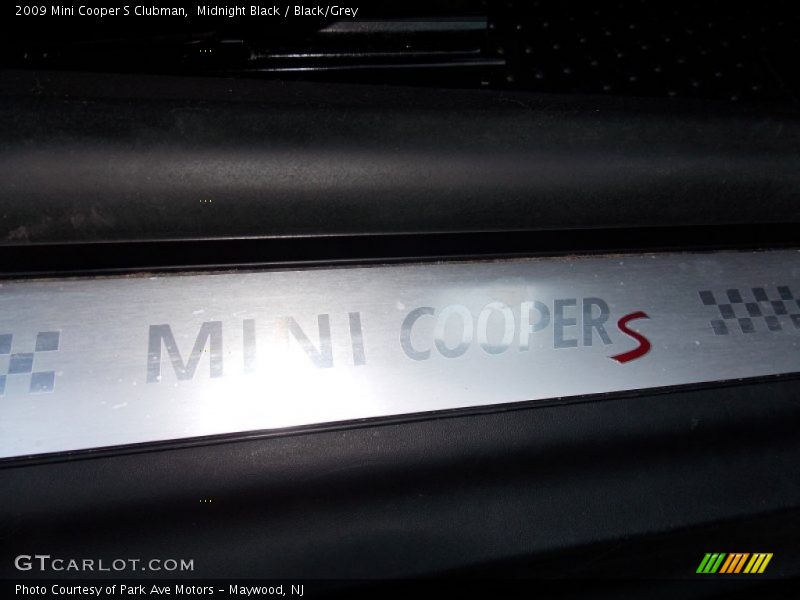 2009 Mini Cooper S Clubman,  Midnight Black / Black/Grey
MINI COOPER S
GTCARLOT.COM
Photo Courtesy of Park Ave Motors - Maywood, NJ